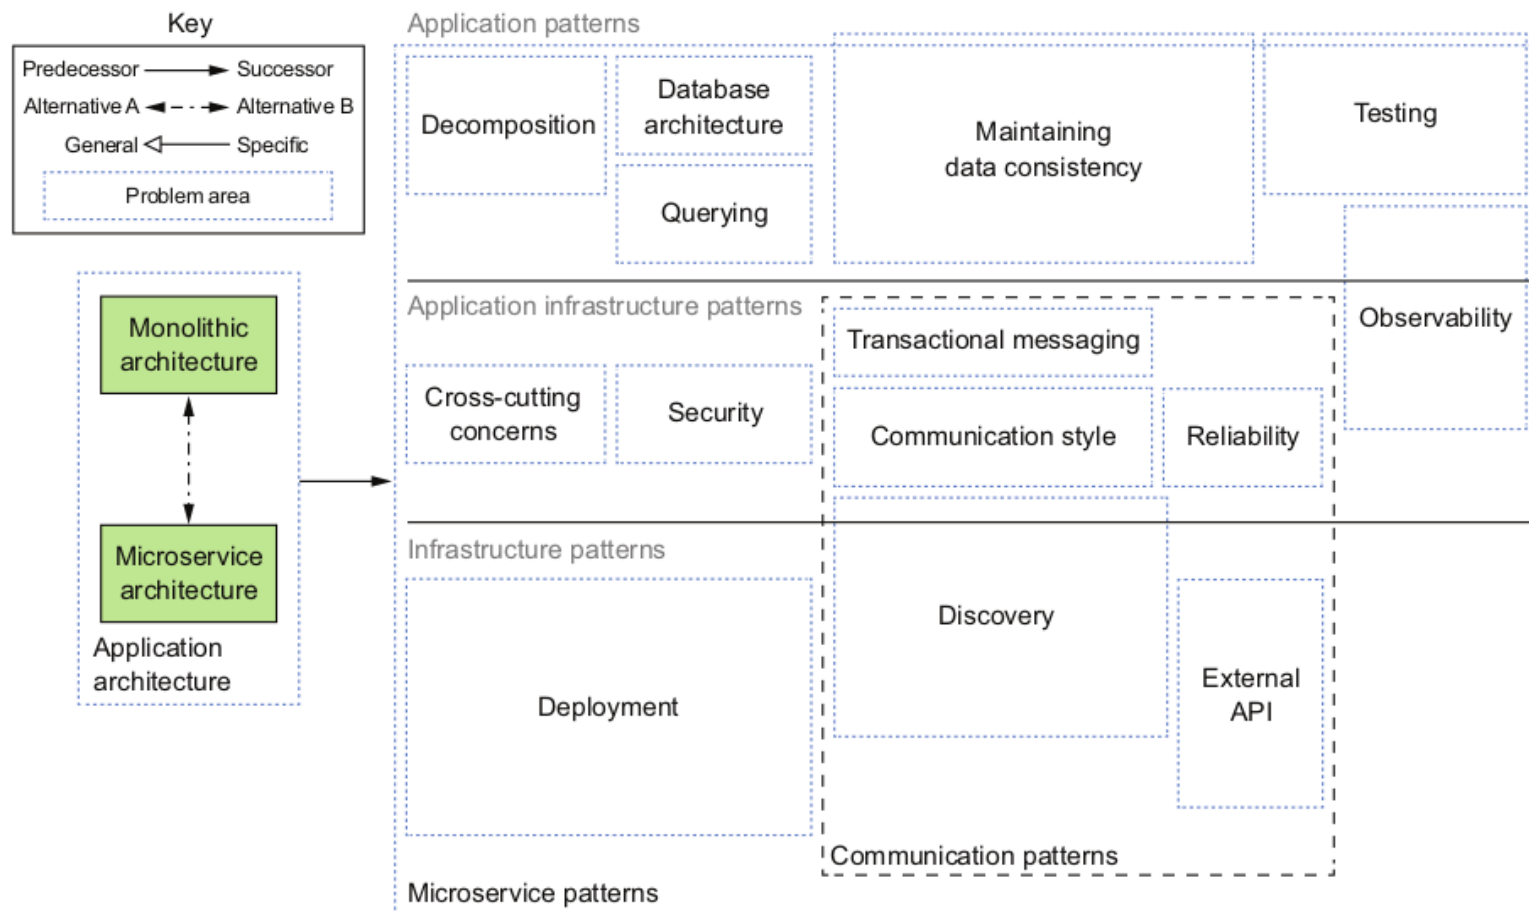 Key
Predecessor Successor
Alternative A Alternative B
General Specific
Problem area
Monolithic
architecture
Microservice
architecture
Application
architecture
Application patterns
Decomposition
Database
architecture
Querying
Maintaining
data consistency
Testing
Observability
Application infrastructure patterns
Cross-cutting
concerns
Security
Transactional messaging
Communication style
Reliability
Infrastructure patterns
Deployment
Discovery
External
API
Communication patterns
Microservice patterns